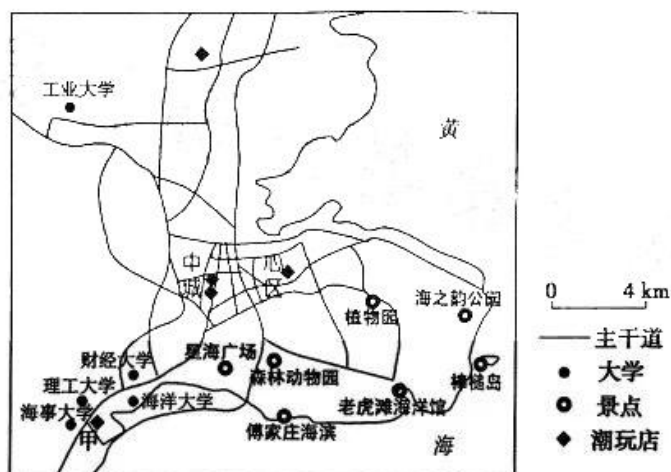 工业大学
黄
中心
城区
植物园
海之韵公园
0 4 km
主干道
财经大学
星海广场
森林动物园
棒棰岛
大学
理工大学
海洋大学
老虎滩海洋馆
景点
海事大学
甲
傅家庄海滨
海
潮玩店